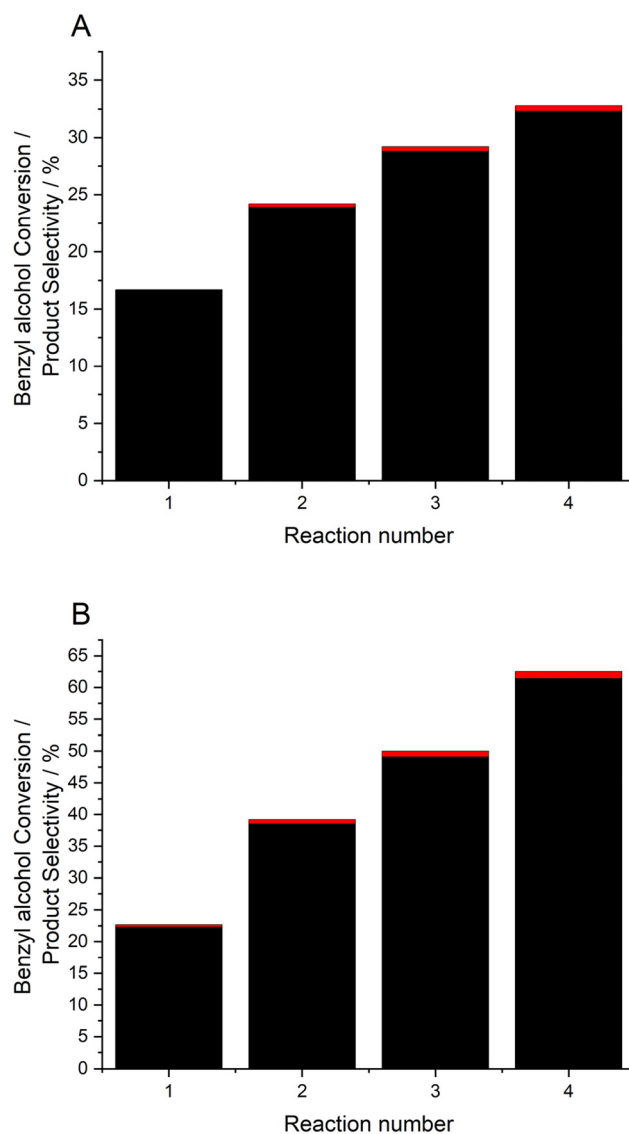 A
Benzyl alcohol Conversion /
Product Selectivity / %
35
30
25
20
15
10
5
0
1 2 3 4
Reaction number
B
Benzyl alcohol Conversion /
Product Selectivity / %
65
60
55
50
45
40
35
30
25
20
15
10
5
0
1 2 3 4
Reaction number